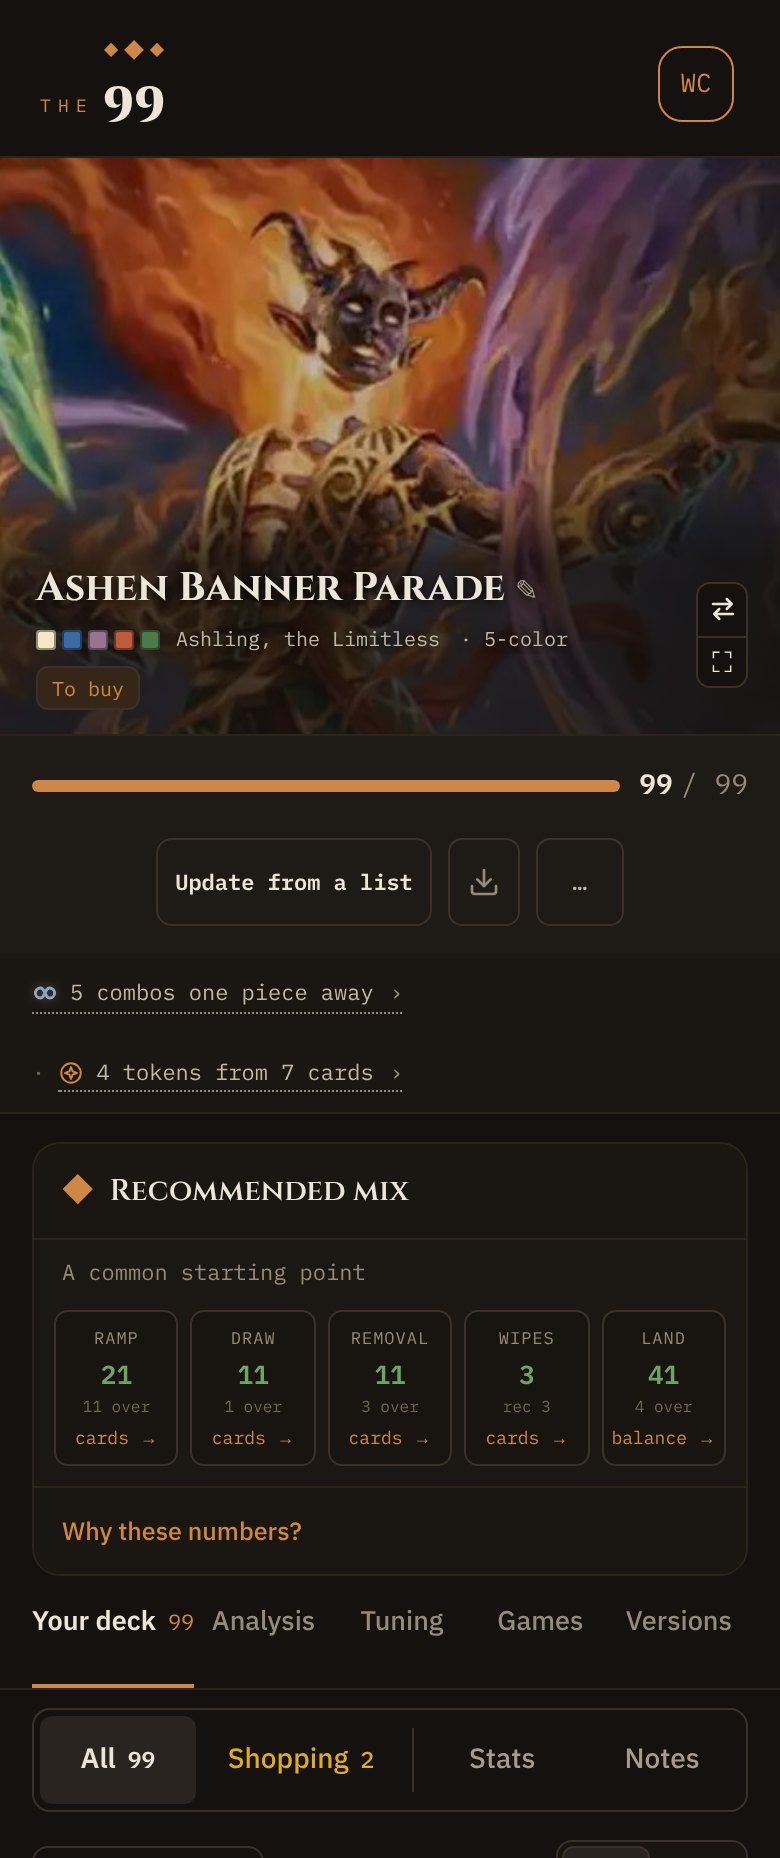 THE 99
WC
Ashen Banner Parade ✎
Ashling, the Limitless · 5-color
To buy
99 / 99
Update from a list
…
∞ 5 combos one piece away ›
· 4 tokens from 7 cards ›
Recommended mix
A common starting point
RAMP DRAW REMOVAL WIPES LAND
21 11 11 3 41
11 over 1 over 3 over rec 3 4 over
cards → cards → cards → cards → balance →
Why these numbers?
Your deck 99 Analysis Tuning Games Versions
All 99 Shopping 2 Stats Notes